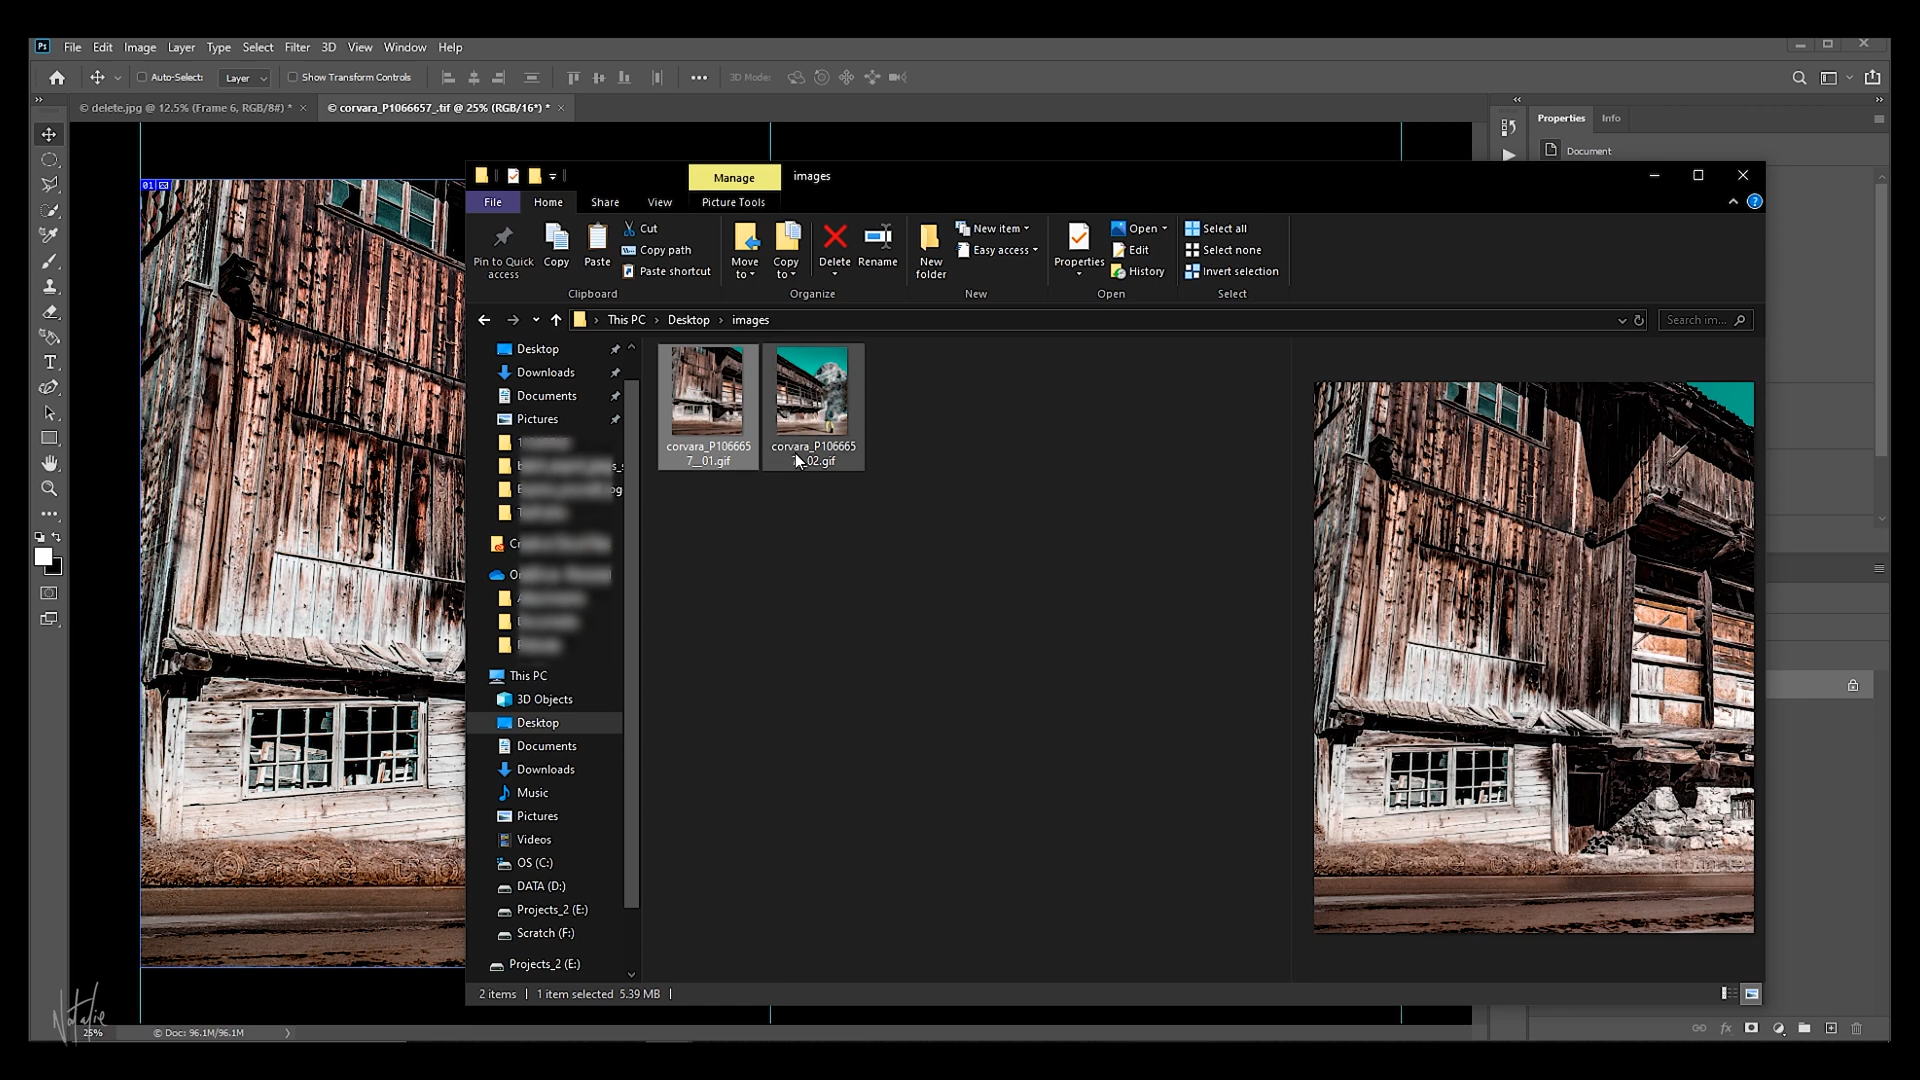 Ps File Edit Image Layer Type Select Filter 3D View Window Help
Auto-Select: Layer Show Transform Controls 3D Mode:
© delete.jpg @ 12.5% (Frame 6, RGB/8#) * × © corvara_P1066657_.tif @ 25% (RGB/16*) * ×
Properties Info
Document
01
Manage images
File Home Share View Picture Tools
Pin to Quick access
Copy
Paste
Cut
Copy path
Paste shortcut
Clipboard
Move to
Copy to
Delete
Rename
Organize
New folder
New item
Easy access
New
Properties
Open
Edit
History
Open
Select all
Select none
Invert selection
Select
This PC > Desktop > images
Search im...
Desktop
Downloads
Documents
Pictures
This PC
3D Objects
Desktop
Documents
Downloads
Music
Pictures
Videos
OS (C:)
DATA (D:)
Projects_2 (E:)
Scratch (F:)
Projects_2 (E:)
corvara_P106665
7__01.gif
corvara_P106665
_02.gif
2 items 1 item selected 5.39 MB
Natalie
25% © Doc: 96.1M/96.1M
fx